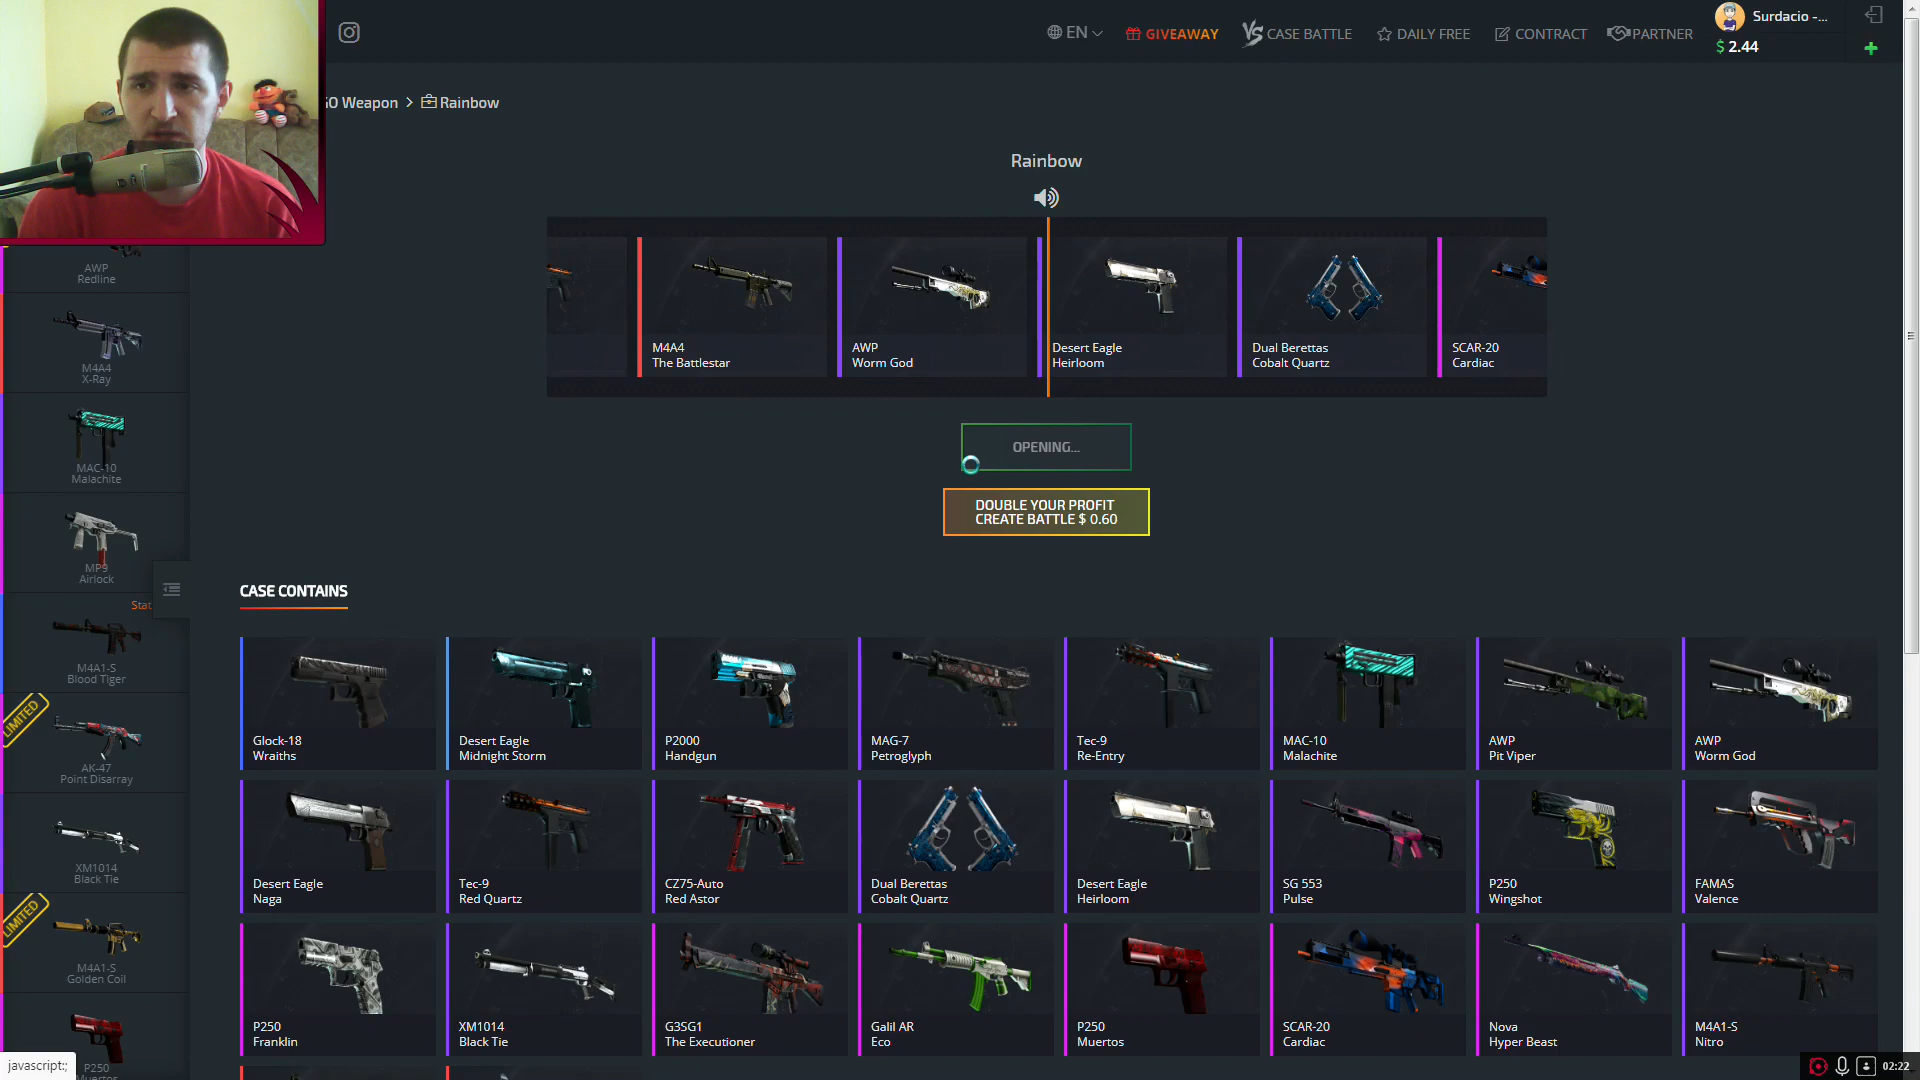 EN
GIVEAWAY
VS CASE BATTLE
DAILY FREE
CONTRACT
PARTNER
Surdacio -...
$ 2.44
Weapon > Rainbow
Rainbow
M4A4
The Battlestar
AWP
Worm God
Desert Eagle
Heirloom
Dual Berettas
Cobalt Quartz
SCAR-20
Cardiac
OPENING...
DOUBLE YOUR PROFIT
CREATE BATTLE $ 0.60
AWP
Redline
M4A4
X-Ray
MAC-10
Malachite
MP9
Airlock
Stat
M4A1-S
Blood Tiger
LIMITED
AK-47
Point Disarray
XM1014
Black Tie
LIMITED
M4A1-S
Golden Coil
P250
Muertos
CASE CONTAINS
Glock-18
Wraiths
Desert Eagle
Midnight Storm
P2000
Handgun
MAG-7
Petroglyph
Tec-9
Re-Entry
MAC-10
Malachite
AWP
Pit Viper
AWP
Worm God
Desert Eagle
Naga
Tec-9
Red Quartz
CZ75-Auto
Red Astor
Dual Berettas
Cobalt Quartz
Desert Eagle
Heirloom
SG 553
Pulse
P250
Wingshot
FAMAS
Valence
P250
Franklin
XM1014
Black Tie
G3SG1
The Executioner
Galil AR
Eco
P250
Muertos
SCAR-20
Cardiac
Nova
Hyper Beast
M4A1-S
Nitro
javascript:;
02:22